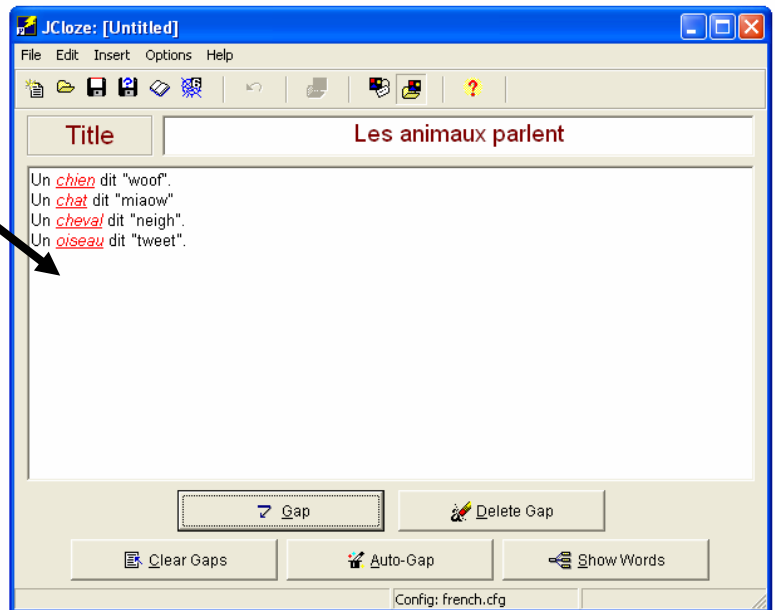 JCloze: [Untitled]
File Edit Insert Options Help
Title
Les animaux parlent
Un chien dit "woof".
Un chat dit "miaow"
Un cheval dit "neigh".
Un oiseau dit "tweet".
Gap
Delete Gap
Clear Gaps
Auto-Gap
Show Words
Config: french.cfg